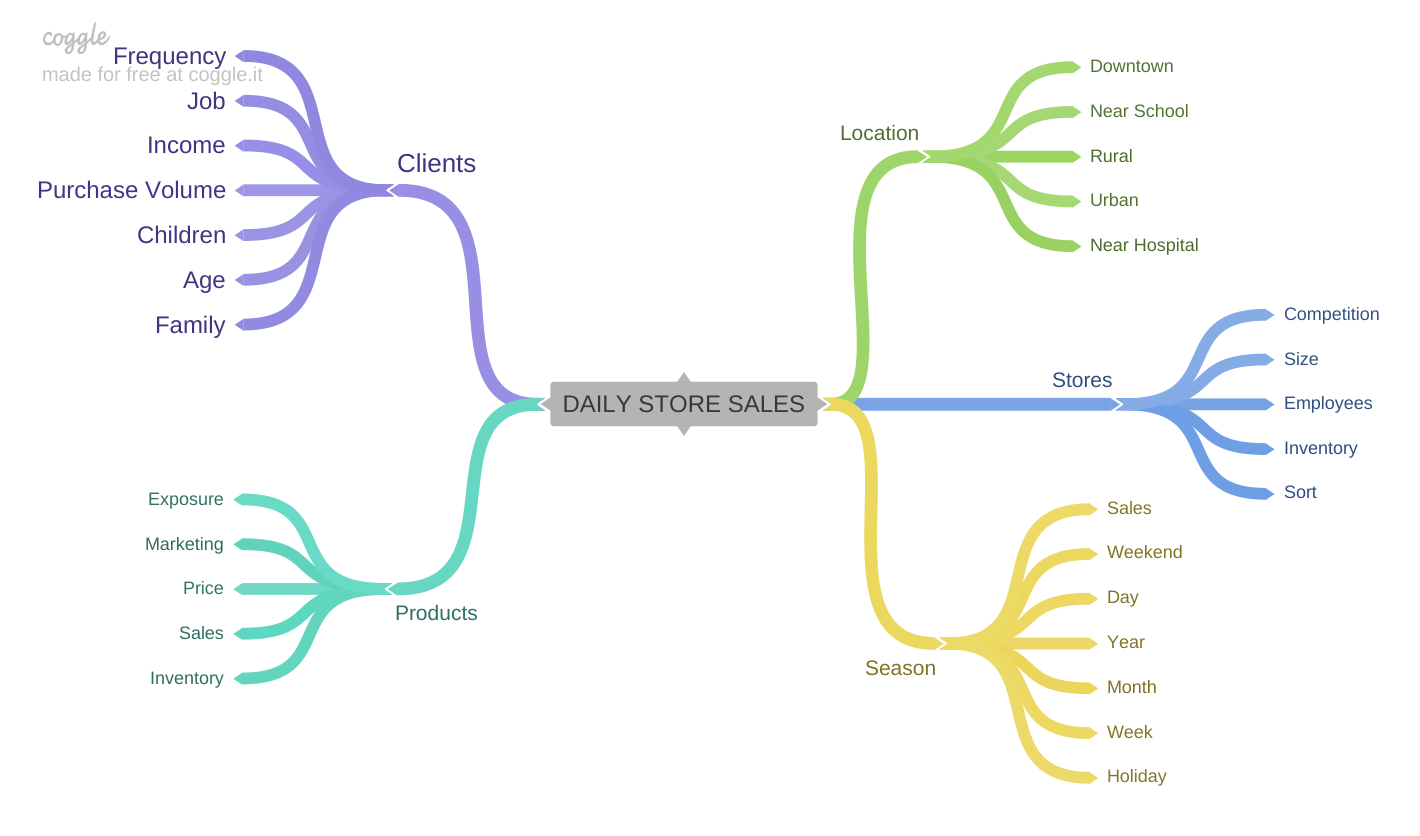 coggle
made for free at coggle.it
Clients
Frequency
Job
Income
Purchase Volume
Children
Age
Family
DAILY STORE SALES
Products
Exposure
Marketing
Price
Sales
Inventory
Location
Downtown
Near School
Rural
Urban
Near Hospital
Stores
Competition
Size
Employees
Inventory
Sort
Season
Sales
Weekend
Day
Year
Month
Week
Holiday